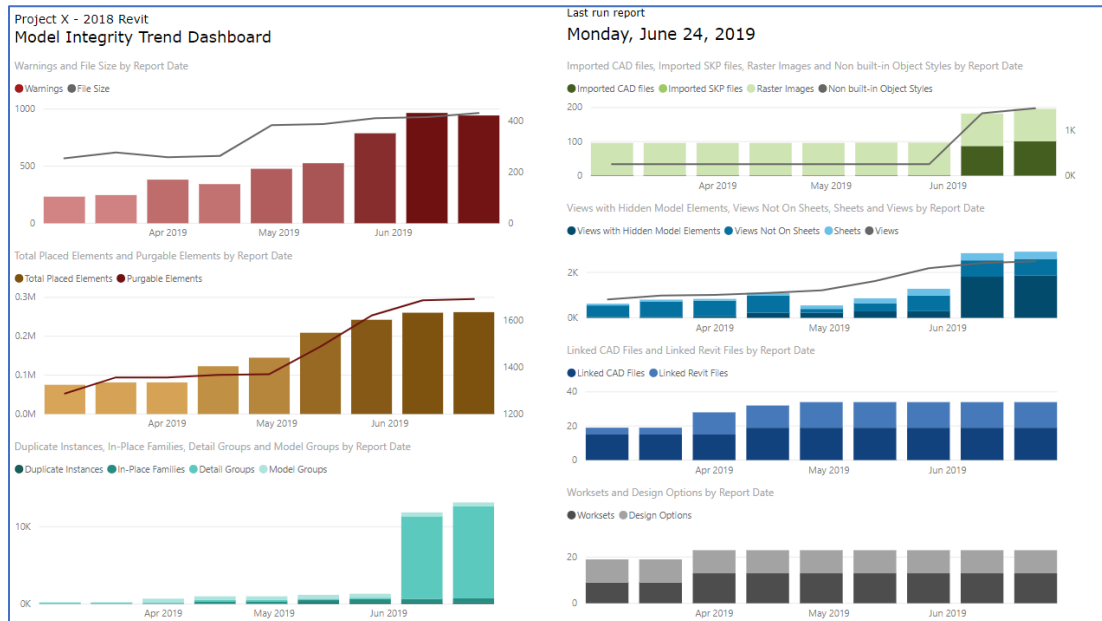 Project X - 2018 Revit
Model Integrity Trend Dashboard
Warnings and File Size by Report Date
Warnings File Size
1000
500
0
400
200
0
Apr 2019 May 2019 Jun 2019
Total Placed Elements and Purgable Elements by Report Date
Total Placed Elements Purgable Elements
0.3M
0.2M
0.1M
0.0M
1600
1400
1200
Apr 2019 May 2019 Jun 2019
Duplicate Instances, In-Place Families, Detail Groups and Model Groups by Report Date
Duplicate Instances In-Place Families Detail Groups Model Groups
10K
0K
Apr 2019 May 2019 Jun 2019
Last run report
Monday, June 24, 2019
Imported CAD files, Imported SKP files, Raster Images and Non built-in Object Styles by Report Date
Imported CAD files Imported SKP files Raster Images Non built-in Object Styles
200
100
0
1K
0K
Apr 2019 May 2019 Jun 2019
Views with Hidden Model Elements, Views Not On Sheets, Sheets and Views by Report Date
Views with Hidden Model Elements Views Not On Sheets Sheets Views
2K
0K
Apr 2019 May 2019 Jun 2019
Linked CAD Files and Linked Revit Files by Report Date
Linked CAD Files Linked Revit Files
40
20
0
Apr 2019 May 2019 Jun 2019
Worksets and Design Options by Report Date
Worksets Design Options
20
0
Apr 2019 May 2019 Jun 2019